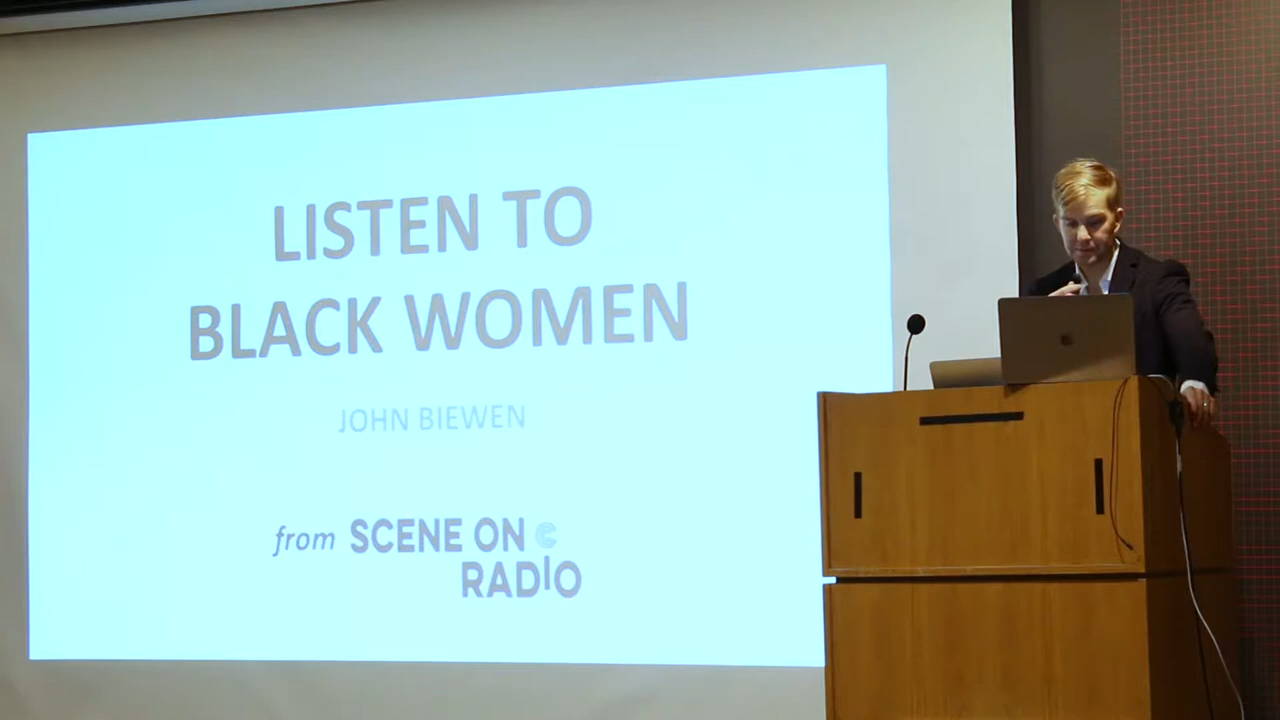 LISTEN TO
BLACK WOMEN
JOHN BIEWEN
from SCENE ON
RADIO